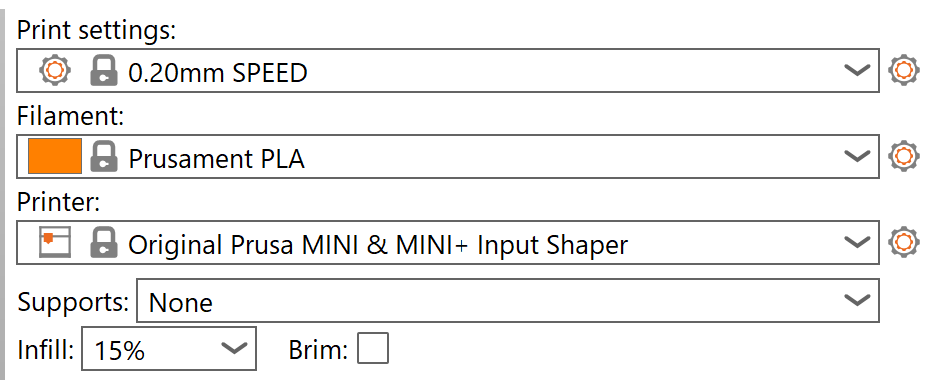 Print settings:
0.20mm SPEED
Filament:
Prusament PLA
Printer:
Original Prusa MINI & MINI+ Input Shaper
Supports: None
Infill: 15% Brim: